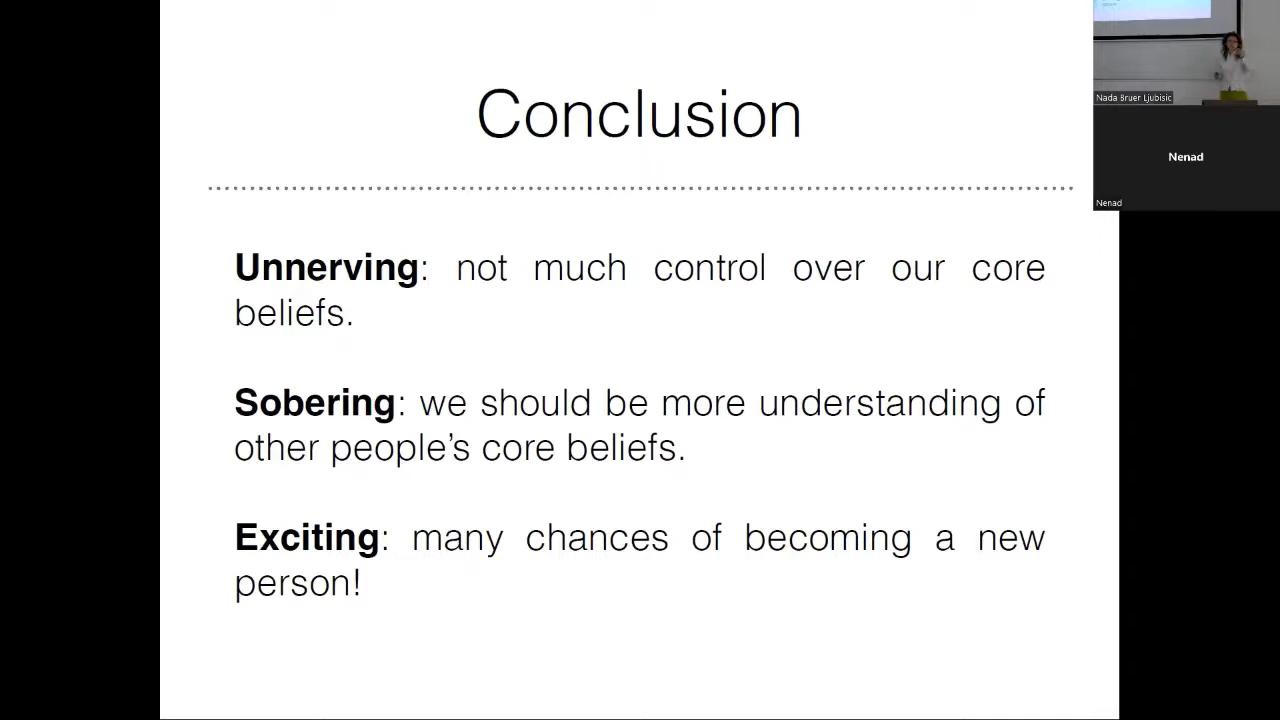 Conclusion
Unnerving: not much control over our core
beliefs.
Sobering: we should be more understanding of
other people's core beliefs.
Exciting: many chances of becoming a new
person!
Nada Bruer Ljubisic
Nenad
Nenad